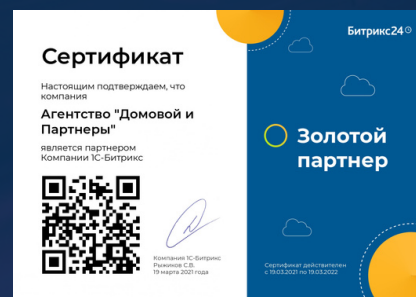 Сертификат
Настоящим подтверждаем, что
компания
Агентство "Домовой и
Партнеры"
является партнером
Компании 1С-Битрикс
Компания 1С-Битрикс
Рыжиков С.В.
19 марта 2021 года
Битрикс24
Золотой
партнер
Сертификат действителен
с 19.03.2021 по 19.03.2022